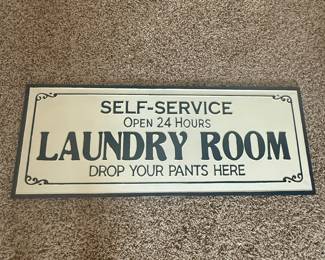 SELF-SERVICE
OPEN 24 HOURS
LAUNDRY ROOM
DROP YOUR PANTS HERE